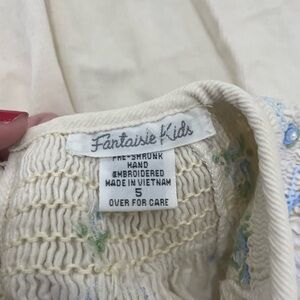 Fantaisie Kids
PRE-SHRUNK
HAND
EMBROIDERED
MADE IN VIETNAM
5
OVER FOR CARE